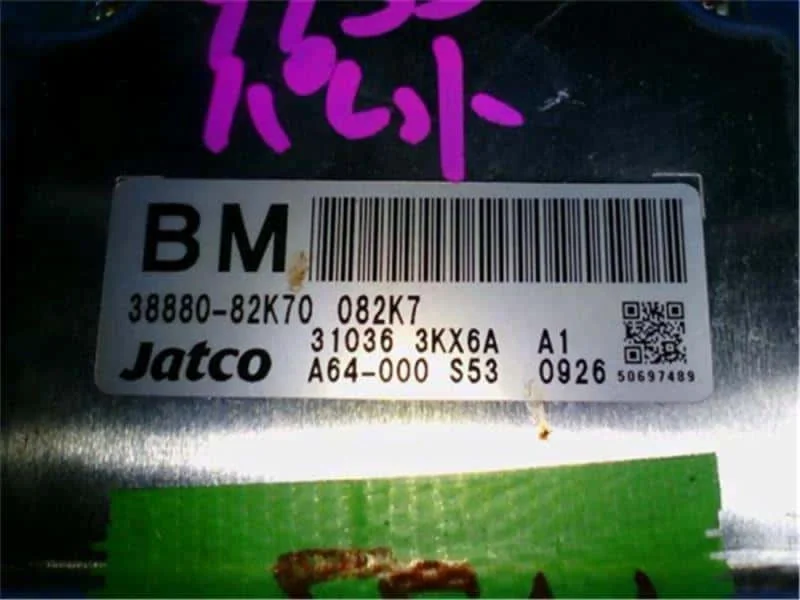 BM
38880-82K70 082K7
31036 3KX6A A1
Jatco A64-000 S53 0926 50697489